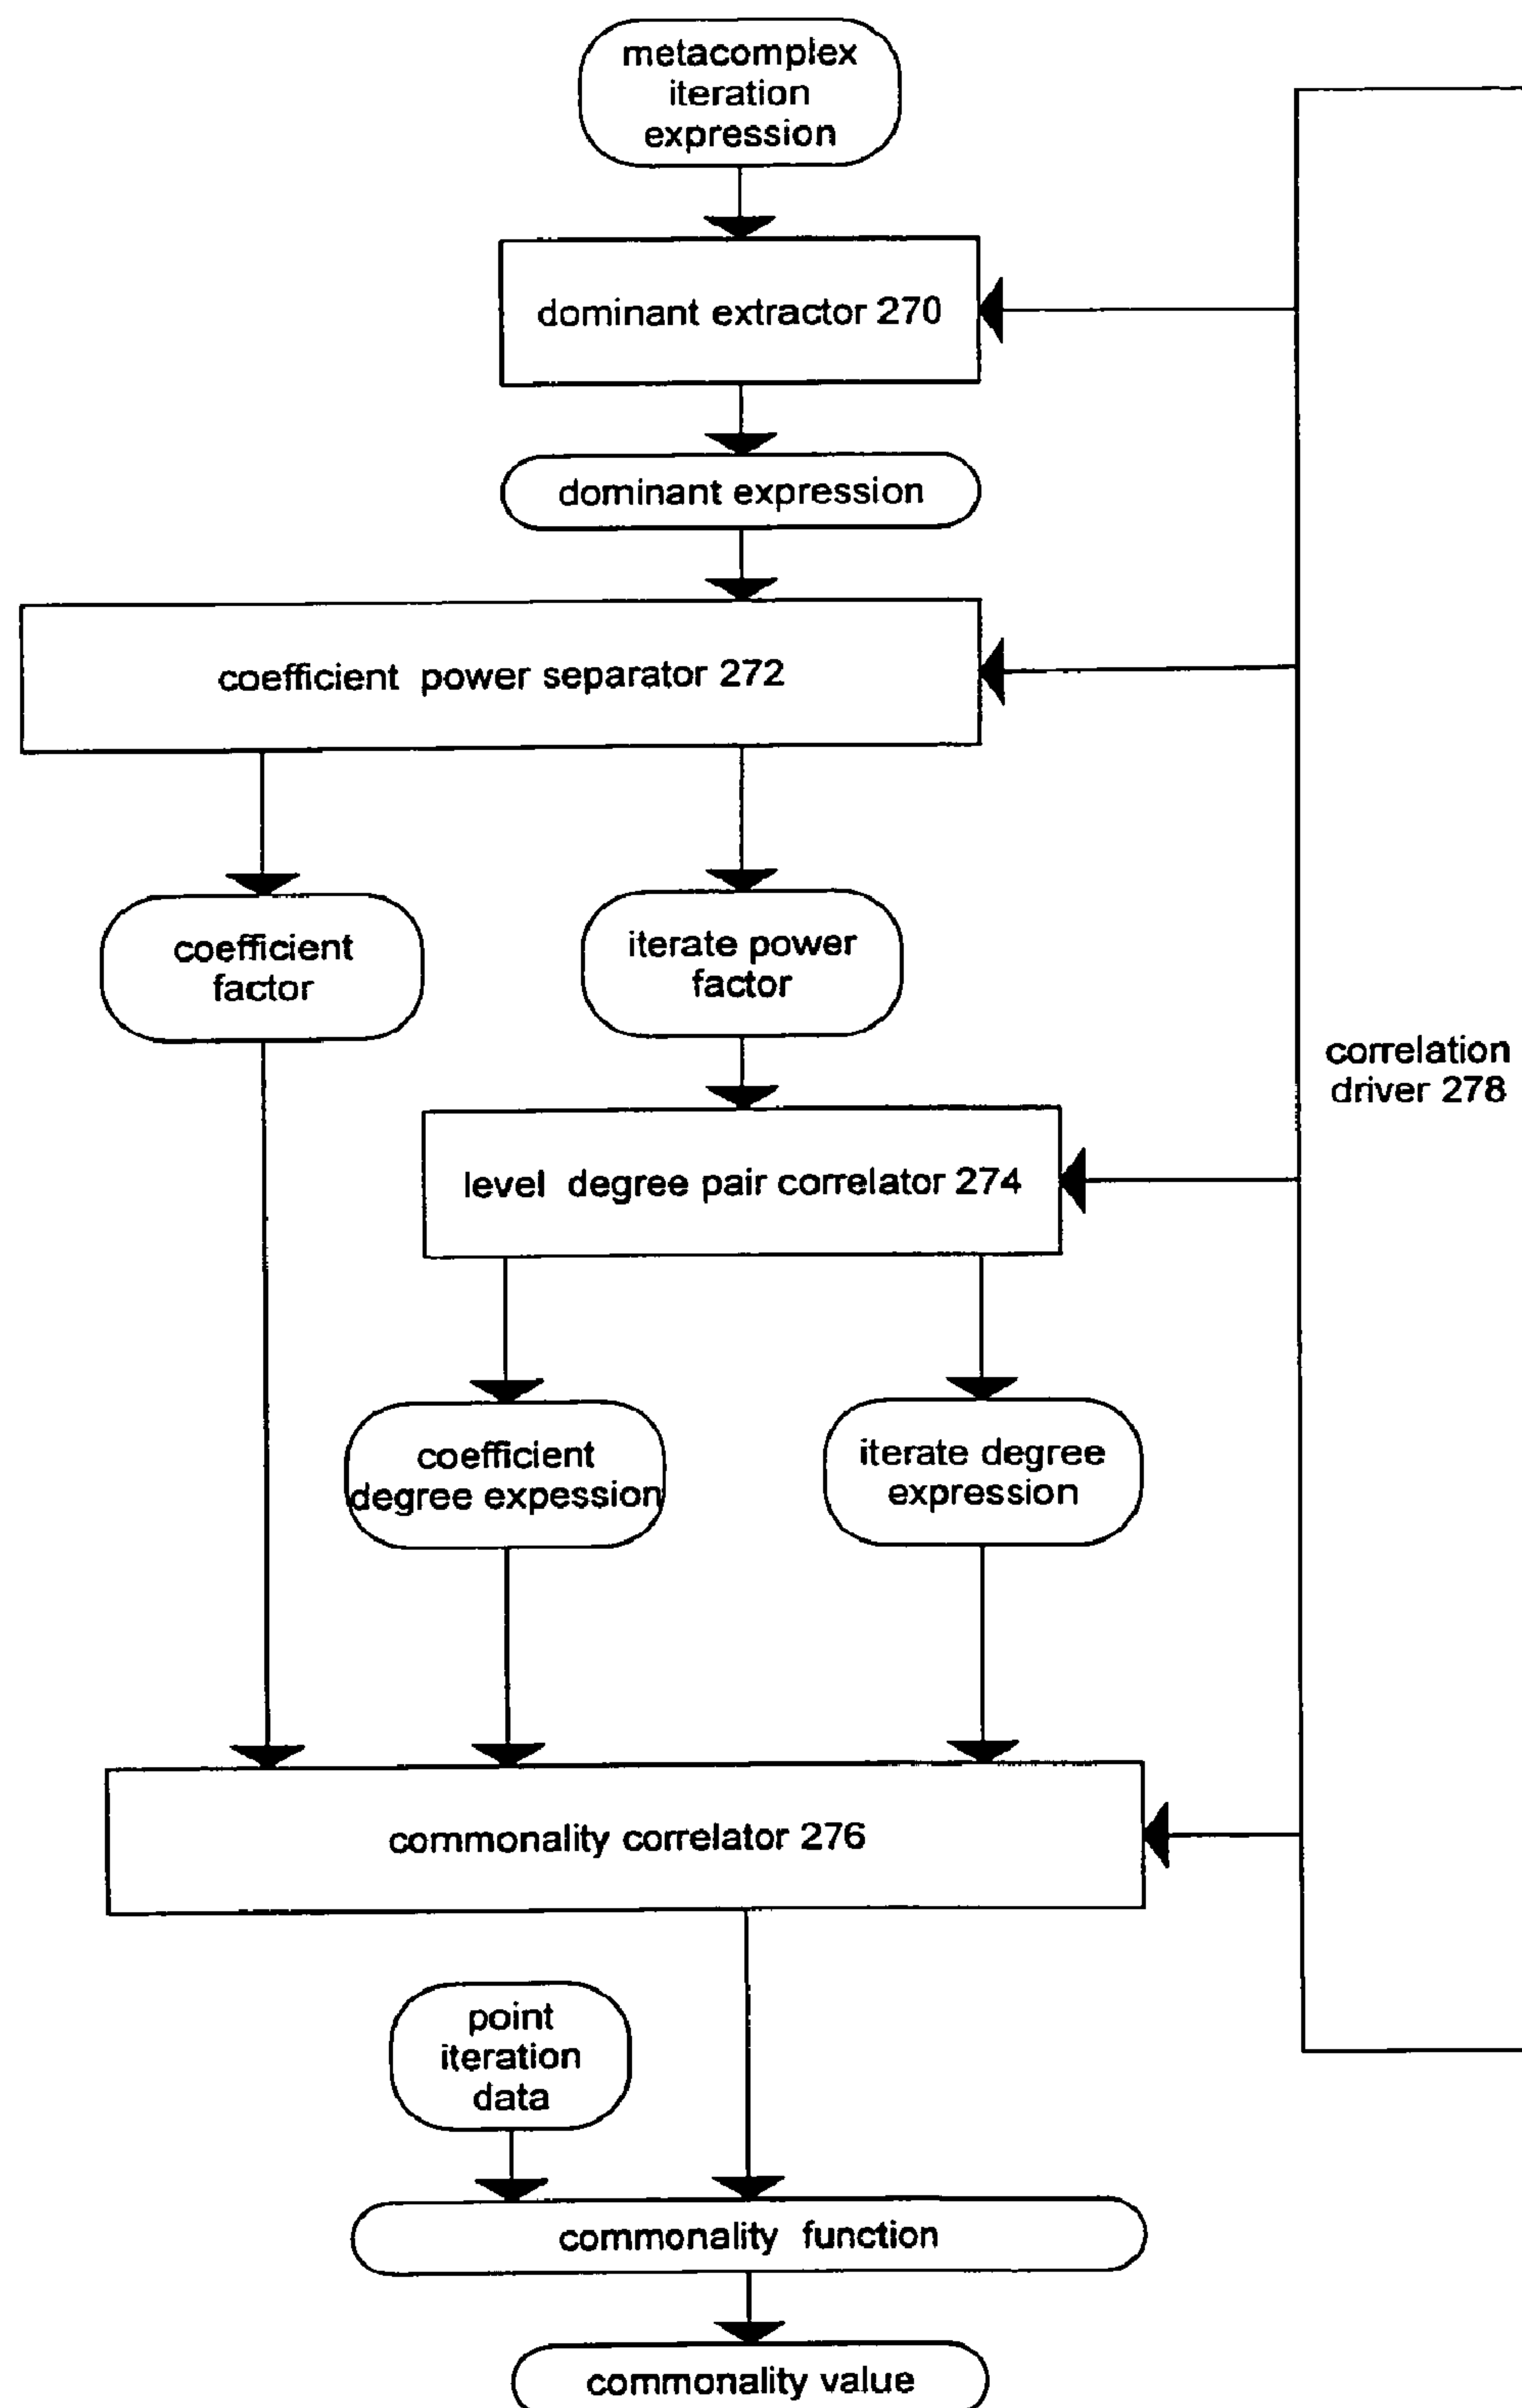 metacomplex
iteration
expression
dominant extractor 270
dominant expression
coefficient power separator 272
coefficient
factor
iterate power
factor
correlation
driver 278
level degree pair correlator 274
coefficient
degree expession
iterate degree
expression
commonality correlator 276
point
iteration
data
commonality function
commonality value